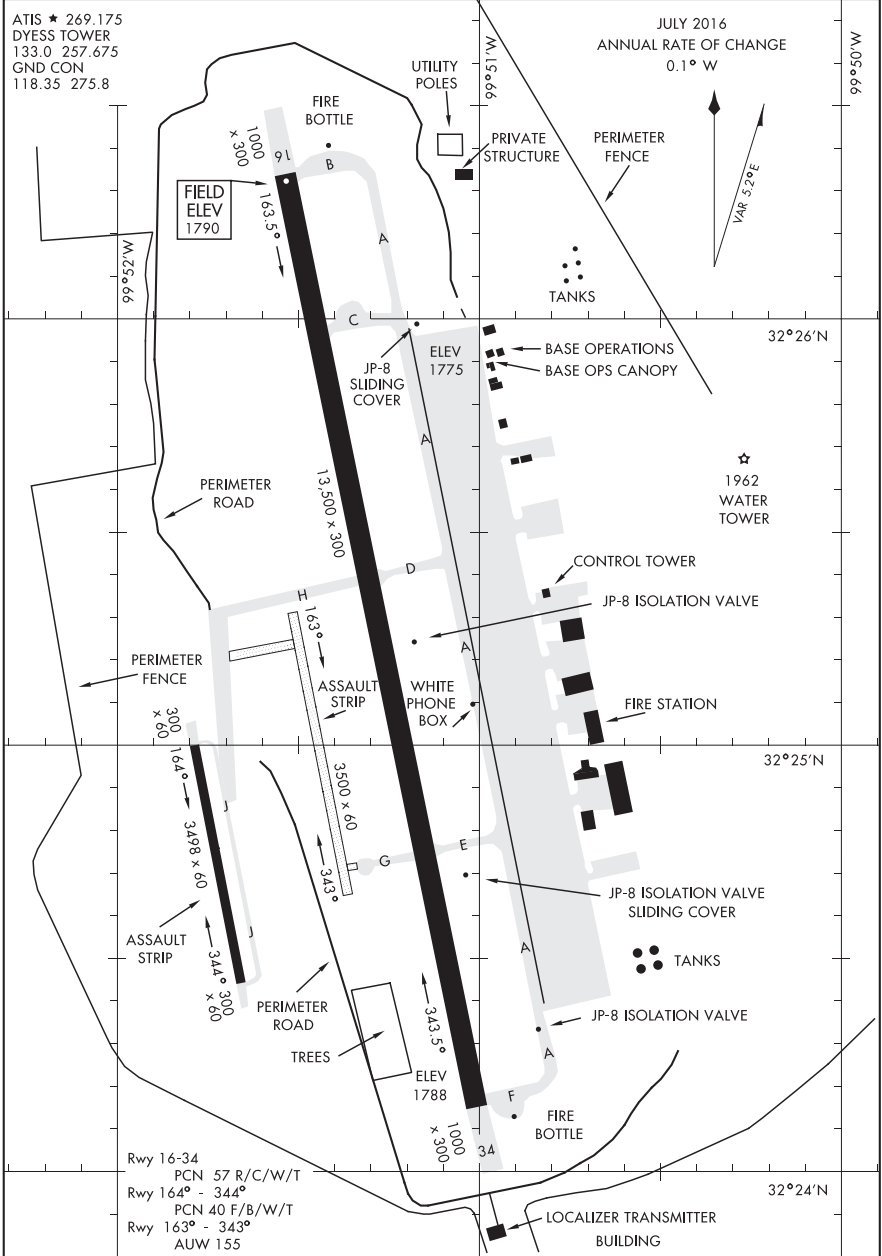 ATIS ★ 269.175
DYESS TOWER
133.0 257.675
GND CON
118.35 275.8
JULY 2016
ANNUAL RATE OF CHANGE
0.1° W
99°51'W
99°50'W
UTILITY
POLES
FIRE
BOTTLE
PRIVATE
STRUCTURE
PERIMETER
FENCE
VAR 5.2°E
1000
x 300
16
B
FIELD
ELEV
1790
163.5°
A
99°52'W
TANKS
C
32°26'N
JP-8
SLIDING
COVER
ELEV
1775
BASE OPERATIONS
BASE OPS CANOPY
A
1962
WATER
TOWER
PERIMETER
ROAD
13,500 x 300
D
CONTROL TOWER
H
JP-8 ISOLATION VALVE
163°
A
PERIMETER
FENCE
ASSAULT
STRIP
WHITE
PHONE
BOX
FIRE STATION
300
x 60
164°
32°25'N
3500 x 60
J
3498 x 60
E
G
343°
JP-8 ISOLATION VALVE
SLIDING COVER
ASSAULT
STRIP
J
A
344°
300
x 60
TANKS
PERIMETER
ROAD
343.5°
JP-8 ISOLATION VALVE
TREES
A
ELEV
1788
F
FIRE
BOTTLE
1000
x 300
34
Rwy 16-34
PCN 57 R/C/W/T
Rwy 164° - 344°
PCN 40 F/B/W/T
Rwy 163° - 343°
AUW 155
32°24'N
LOCALIZER TRANSMITTER
BUILDING